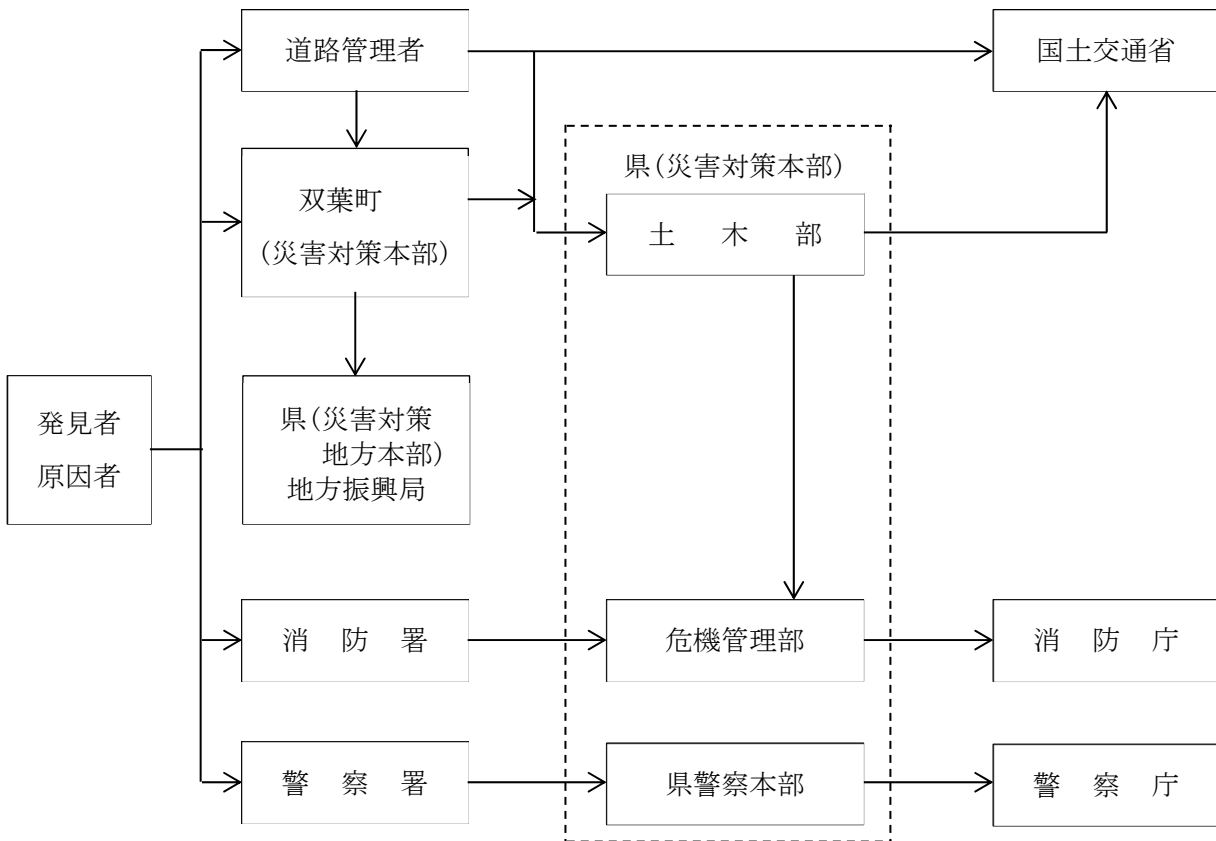 道路管理者
国土交通省
県(災害対策本部)
双葉町
(災害対策本部)
土木部
発見者
原因者
県(災害対策
地方本部)
地方振興局
消防署
危機管理部
消防庁
警察署
県警察本部
警察庁